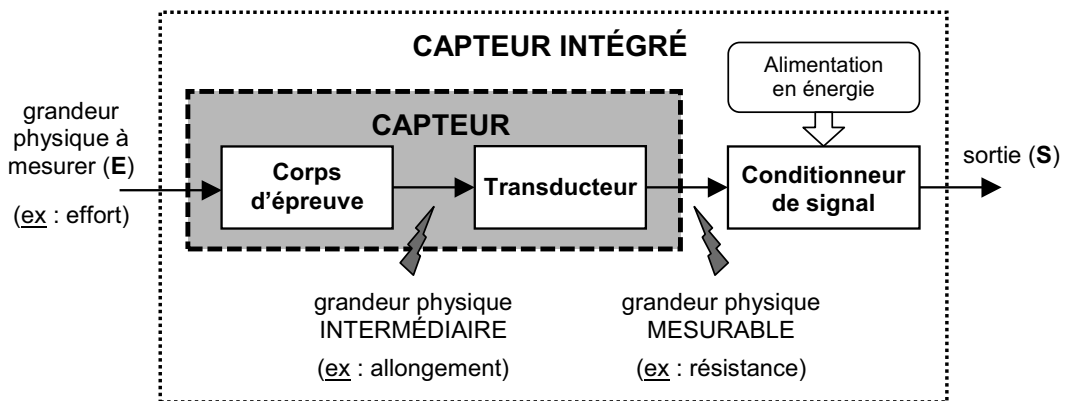 CAPTEUR INTÉGRÉ
Alimentation
en énergie
grandeur
physique à
mesurer (E)
(ex : effort)
CAPTEUR
Corps
d'épreuve
Transducteur
Conditionneur
de signal
sortie (S)
grandeur physique
INTERMÉDIAIRE
(ex : allongement)
grandeur physique
MESURABLE
(ex : résistance)